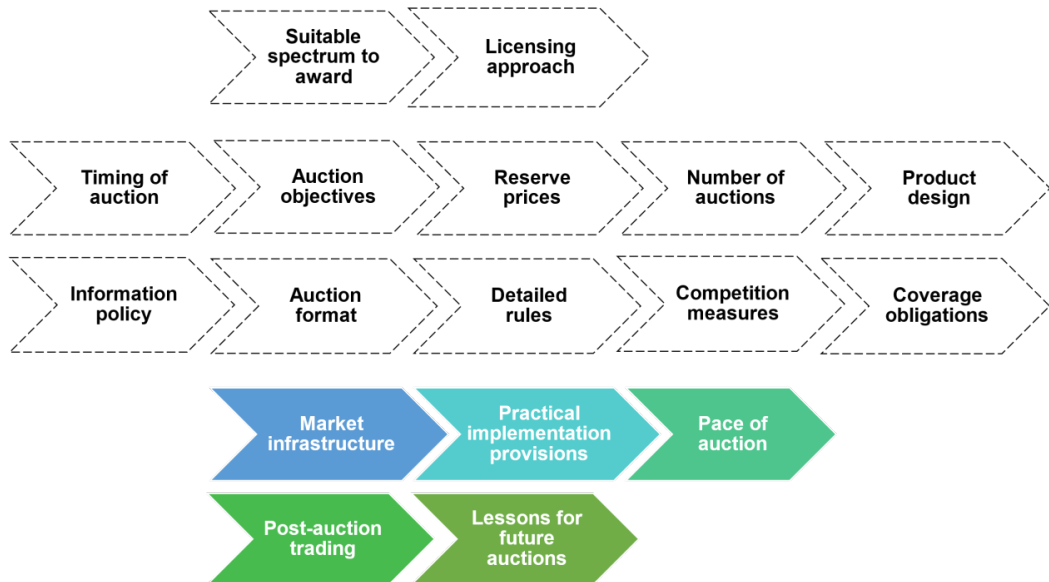 Suitable
spectrum to
award
Licensing
approach
Timing of
auction
Auction
objectives
Reserve
prices
Number of
auctions
Product
design
Information
policy
Auction
format
Detailed
rules
Competition
measures
Coverage
obligations
Market
infrastructure
Practical
implementation
provisions
Pace of
auction
Post-auction
trading
Lessons for
future
auctions